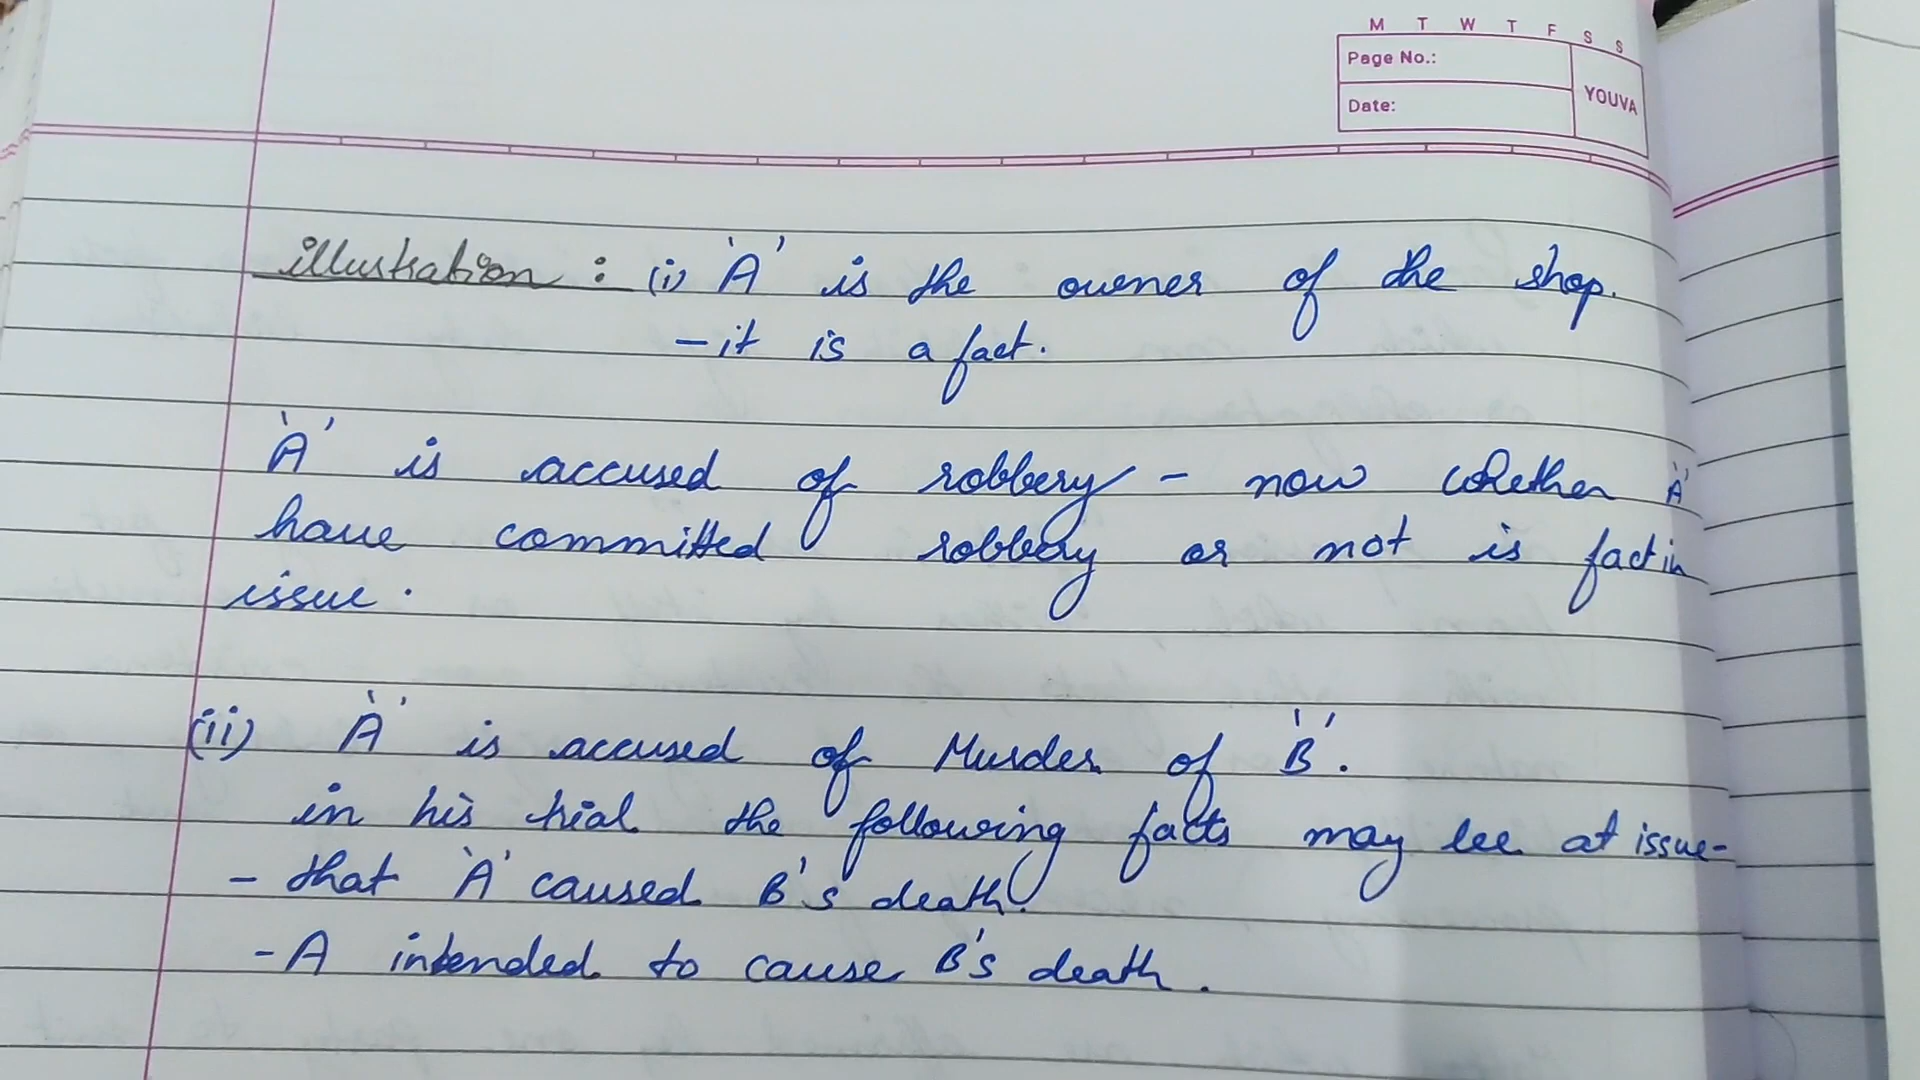 M T W T F S S
Page No.:
YOUVA
Date:
illustration : (i) 'A' is the owner of the shop.
- it is a fact.
'A' is accused of robbery - now whether 'A'
have committed robbery or not is fact in
issue.
(ii) 'A' is accused of Murder of 'B'.
in his trial the following facts may be at issue-
- that 'A' caused B's death.
- A intended to cause B's death.